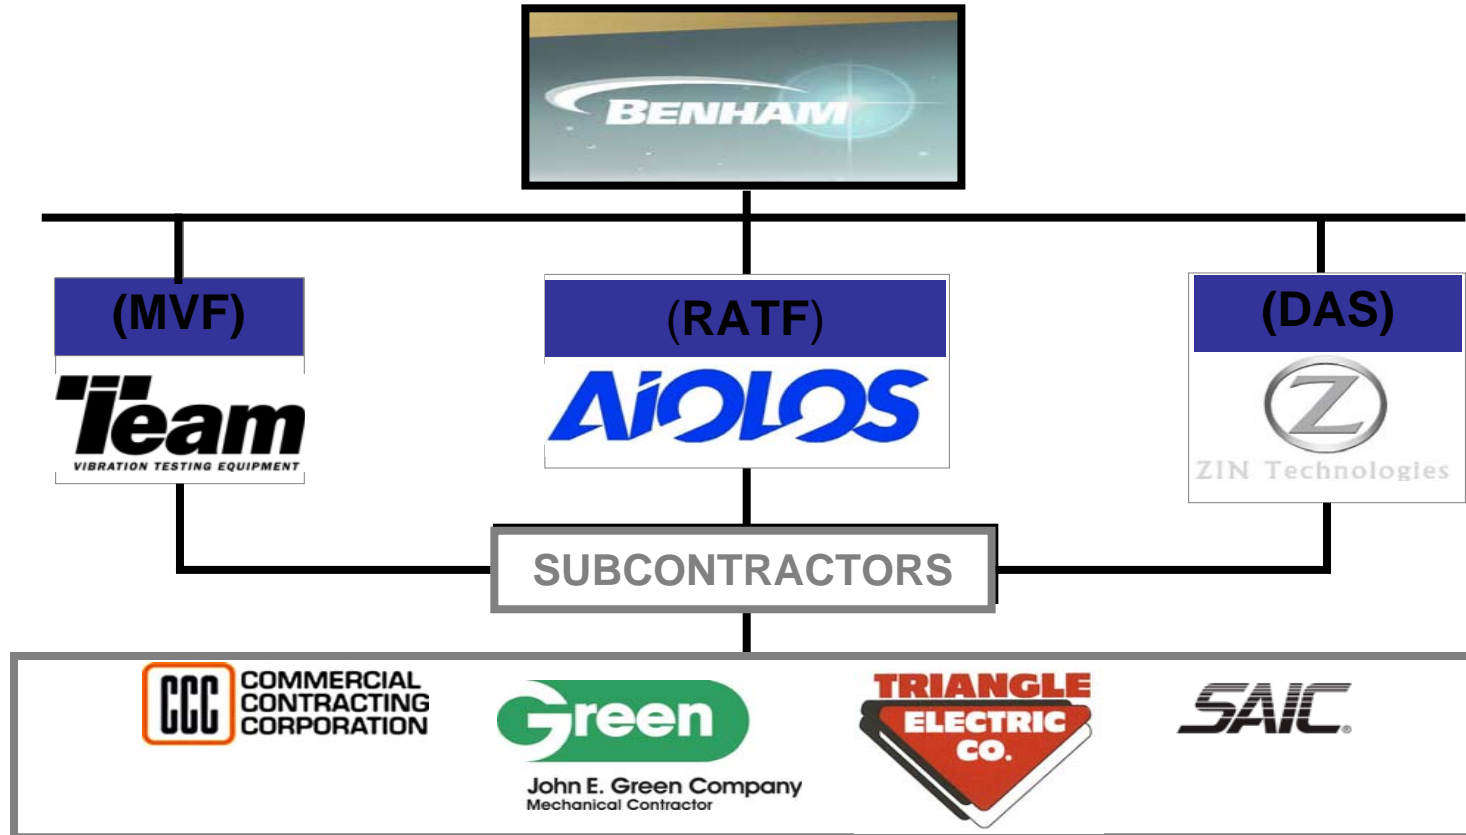 BENHAM
(MVF)
(RATF)
(DAS)
Team
VIBRATION TESTING EQUIPMENT
AiOLOS
Z
ZIN Technologies
SUBCONTRACTORS
CCC
COMMERCIAL
CONTRACTING
CORPORATION
Green
John E. Green Company
Mechanical Contractor
TRIANGLE
ELECTRIC
CO.
SAIC®